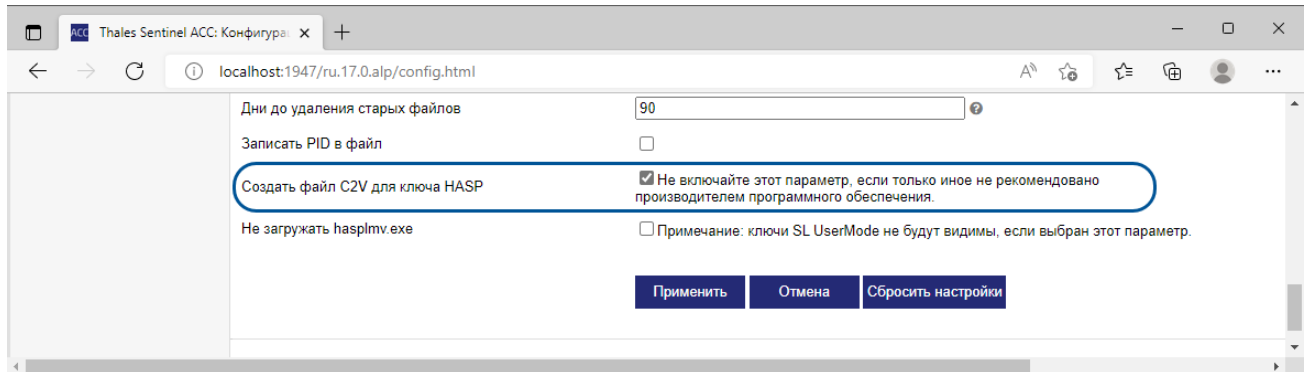 ACC Thales Sentinel ACC: Конфигурац
localhost:1947/ru.17.0.alp/config.html
Дни до удаления старых файлов 90
Записать PID в файл
Создать файл C2V для ключа HASP Не включайте этот параметр, если только иное не рекомендовано
производителем программного обеспечения.
Не загружать hasplmv.exe Примечание: ключи SL UserMode не будут видимы, если выбран этот параметр.
Применить Отмена Сбросить настройки